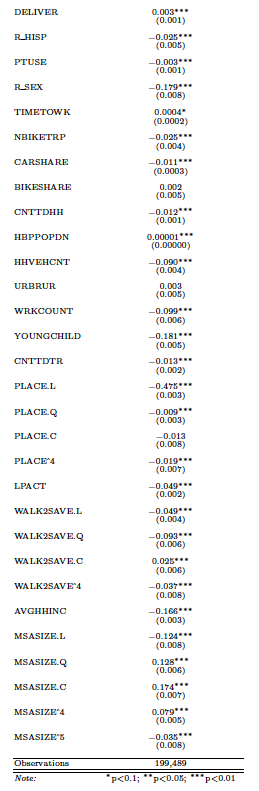 DELIVER 0.003***
(0.001)
R_HISP −0.025***
(0.005)
PTUSE −0.003***
(0.001)
R_SEX −0.179***
(0.008)
TIMETOWK 0.0004*
(0.0002)
NBIKETRP −0.025***
(0.004)
CARSHARE −0.011***
(0.0003)
BIKESHARE 0.002
(0.005)
CNTTDHH −0.012***
(0.001)
HBPPOPDN 0.00001***
(0.00000)
HHVEHCNT −0.090***
(0.004)
URBRUR 0.003
(0.005)
WRKCOUNT −0.099***
(0.006)
YOUNGCHILD −0.181***
(0.005)
CNTTDTR −0.013***
(0.002)
PLACE.L −0.475***
(0.003)
PLACE.Q −0.009***
(0.003)
PLACE.C −0.013
(0.008)
PLACE^4 −0.019***
(0.007)
LPACT −0.049***
(0.002)
WALK2SAVE.L −0.049***
(0.004)
WALK2SAVE.Q −0.093***
(0.006)
WALK2SAVE.C 0.025***
(0.006)
WALK2SAVE^4 −0.037***
(0.008)
AVGHHINC −0.166***
(0.003)
MSASIZE.L −0.124***
(0.008)
MSASIZE.Q 0.128***
(0.006)
MSASIZE.C 0.174***
(0.007)
MSASIZE^4 0.079***
(0.005)
MSASIZE^5 −0.035***
(0.008)
Observations 199,489
Note: *p<0.1; **p<0.05; ***p<0.01